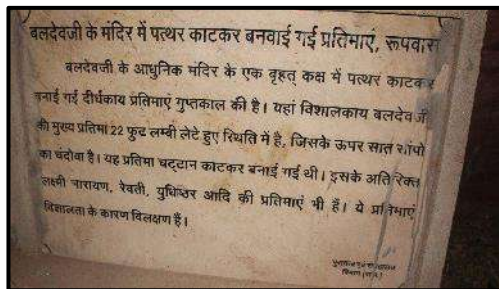 बलदेवजी के मंदिर में पत्थर काटकर बनवाई गई प्रतिमाएं, रूपवास
बलदेवजी के आधुनिक मंदिर के एक वृहत् कक्ष में पत्थर काटकर
बनाई गई दीर्घकाय प्रतिमाएं गुप्तकाल की है। यहां विशालकाय बलदेव जी
की मुख्य प्रतिमा 22 फुट लम्बी लेटे हुए स्थिति में है, जिसके ऊपर सात सांपो
का चंदोवा है। यह प्रतिमा चट्टान काटकर बनाई गई थी। इसके अतिरिक्त
लक्ष्मी नारायण, रेवती, युधिष्ठर आदि की प्रतिमाएं भी है। ये प्रतिमाएं
विशालता के कारण विलक्षण हैं।